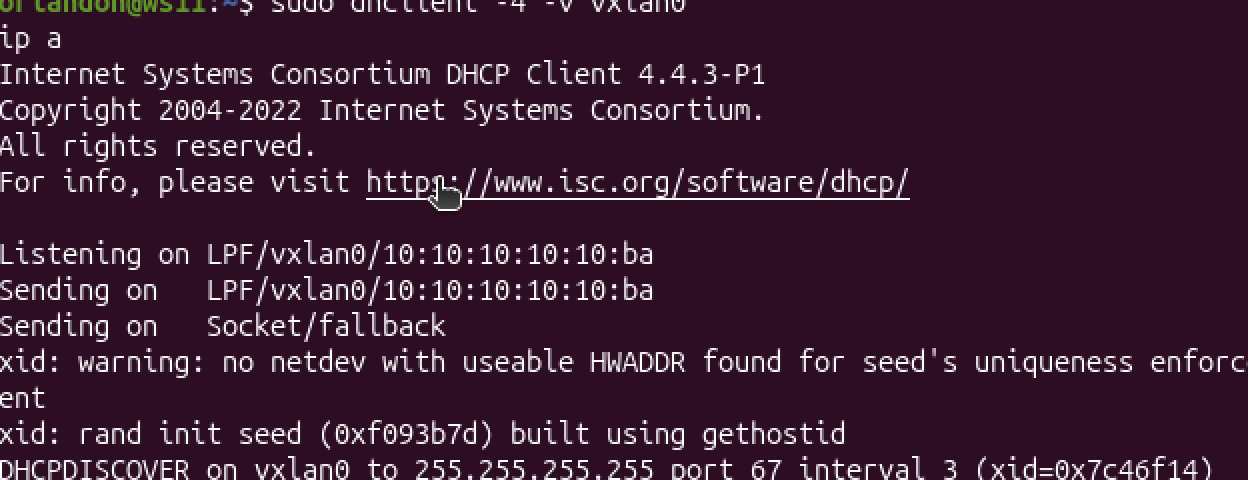 orlandon@ws11:~$ sudo dhclient -4 -v vxlan0
ip a
Internet Systems Consortium DHCP Client 4.4.3-P1
Copyright 2004-2022 Internet Systems Consortium.
All rights reserved.
For info, please visit https://www.isc.org/software/dhcp/
Listening on LPF/vxlan0/10:10:10:10:10:ba
Sending on   LPF/vxlan0/10:10:10:10:10:ba
Sending on   Socket/fallback
xid: warning: no netdev with useable HWADDR found for seed's uniqueness enforc
ent
xid: rand init seed (0xf093b7d) built using gethostid
DHCPDISCOVER on vxlan0 to 255.255.255.255 port 67 interval 3 (xid=0x7c46f14)